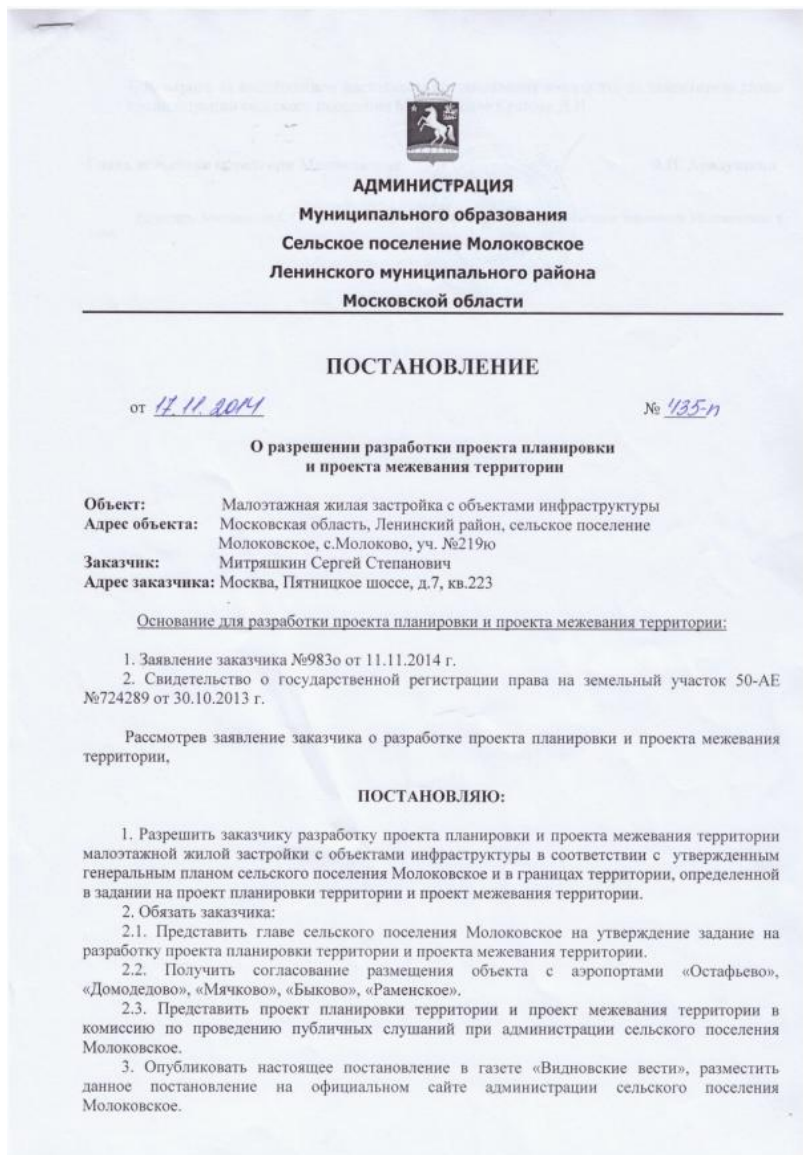 АДМИНИСТРАЦИЯ
Муниципального образования
Сельское поселение Молоковское
Ленинского муниципального района
Московской области
ПОСТАНОВЛЕНИЕ
от 17.11.2014 № 435-п
О разрешении разработки проекта планировки
и проекта межевания территории
Объект: Малоэтажная жилая застройка с объектами инфраструктуры
Адрес объекта: Московская область, Ленинский район, сельское поселение
Молоковское, с.Молоково, уч. №219ю
Заказчик: Митряшкин Сергей Степанович
Адрес заказчика: Москва, Пятницкое шоссе, д.7, кв.223
Основание для разработки проекта планировки и проекта межевания территории:
1. Заявление заказчика №983о от 11.11.2014 г.
2. Свидетельство о государственной регистрации права на земельный участок 50-АЕ
№724289 от 30.10.2013 г.
Рассмотрев заявление заказчика о разработке проекта планировки и проекта межевания
территории,
ПОСТАНОВЛЯЮ:
1. Разрешить заказчику разработку проекта планировки и проекта межевания территории
малоэтажной жилой застройки с объектами инфраструктуры в соответствии с утвержденным
генеральным планом сельского поселения Молоковское и в границах территории, определенной
в задании на проект планировки территории и проект межевания территории.
2. Обязать заказчика:
2.1. Представить главе сельского поселения Молоковское на утверждение задание на
разработку проекта планировки территории и проекта межевания территории.
2.2. Получить согласование размещения объекта с аэропортами «Остафьево»,
«Домодедово», «Мячково», «Быково», «Раменское».
2.3. Представить проект планировки территории и проект межевания территории в
комиссию по проведению публичных слушаний при администрации сельского поселения
Молоковское.
3. Опубликовать настоящее постановление в газете «Видновские вести», разместить
данное постановление на официальном сайте администрации сельского поселения
Молоковское.